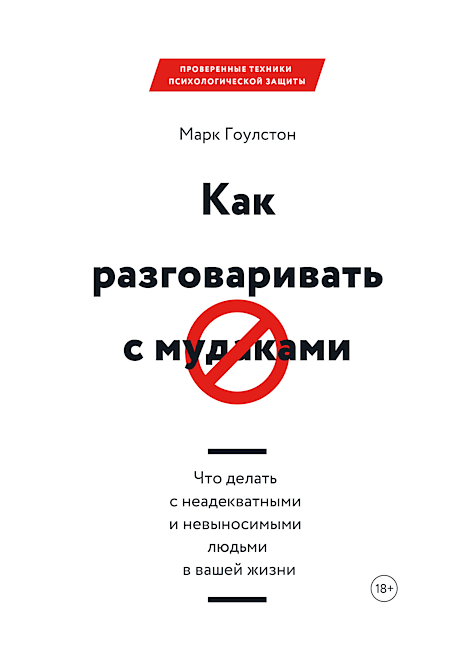 ПРОВЕРЕННЫЕ ТЕХНИКИ
ПСИХОЛОГИЧЕСКОЙ ЗАЩИТЫ
Марк Гоулстон
Как
разговаривать
с мудаками
Что делать
с неадекватными
и невыносимыми
людьми
в вашей жизни
18+